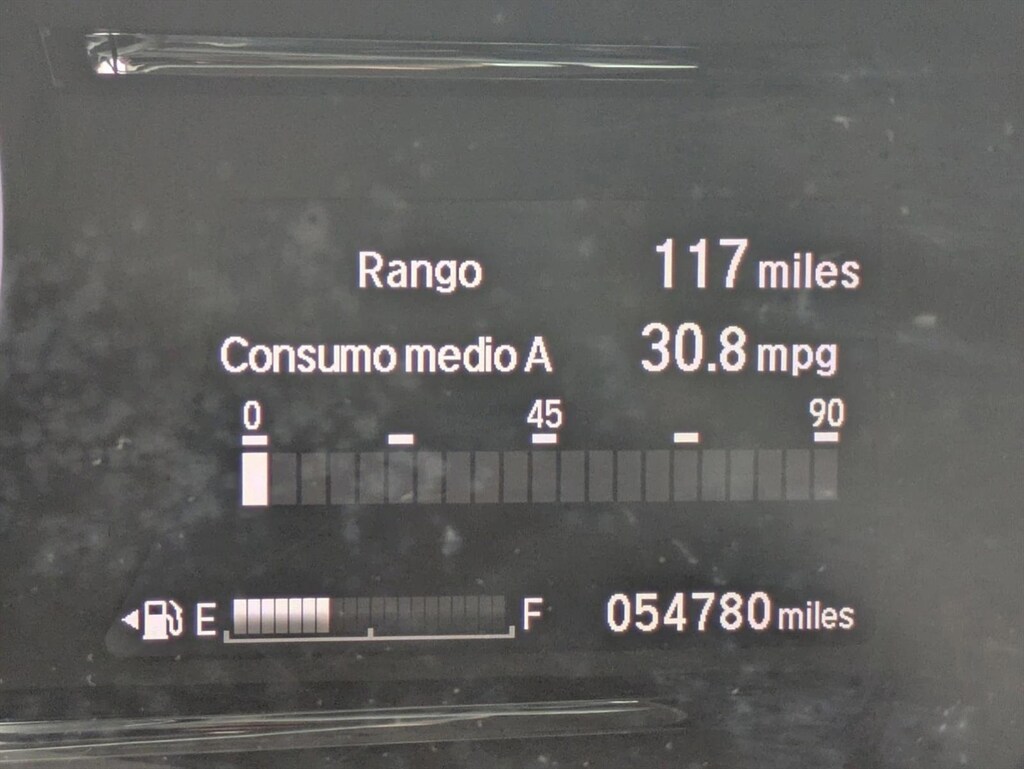 Rango 117 miles
Consumo medio A 30.8 mpg
0 45 90
E F 054780 miles